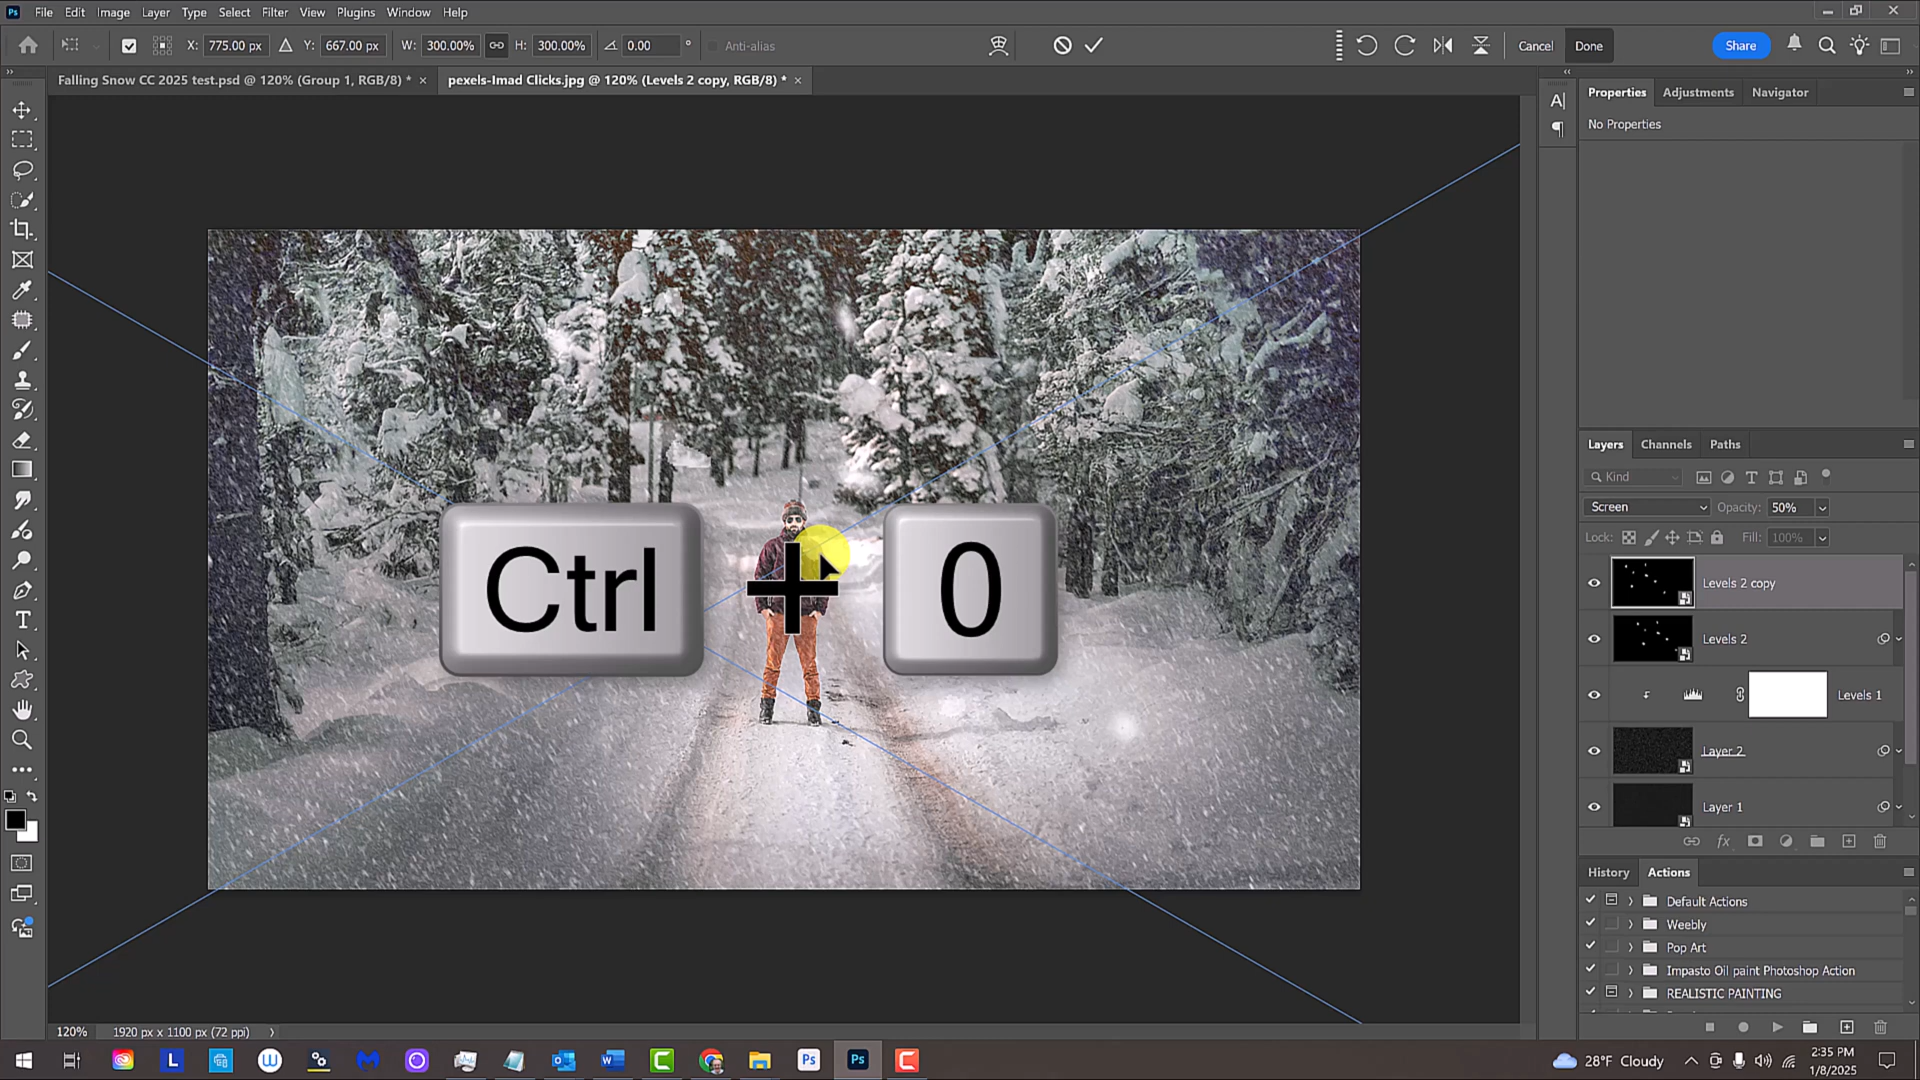 Ps File Edit Image Layer Type Select Filter View Plugins Window Help
X: 775.00 px Y: 667.00 px W: 300.00% H: 300.00% 0.00 ° Anti-alias Cancel Done Share
Falling Snow CC 2025 test.psd @ 120% (Group 1, RGB/8) * × pexels-Imad Clicks.jpg @ 120% (Levels 2 copy, RGB/8) * ×
Properties Adjustments Navigator
No Properties
Ctrl + 0
Layers Channels Paths
Kind
Screen Opacity: 50%
Lock: Fill: 100%
Levels 2 copy
Levels 2
Levels 1
Layer 2
Layer 1
fx
History Actions
Default Actions
Weebly
Pop Art
Impasto Oil paint Photoshop Action
REALISTIC PAINTING
120% 1920 px x 1100 px (72 ppi)
28°F Cloudy
2:35 PM
1/8/2025